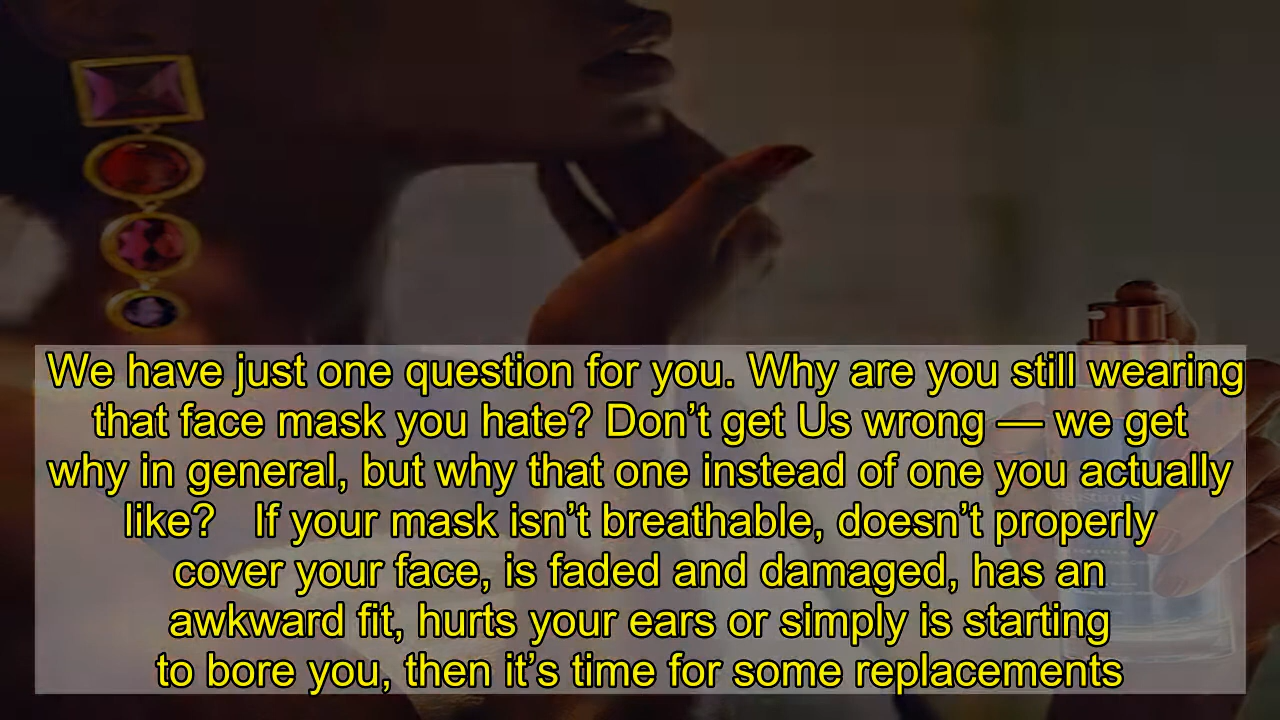 We have just one question for you. Why are you still wearing
that face mask you hate? Don’t get Us wrong — we get
why in general, but why that one instead of one you actually
like?   If your mask isn’t breathable, doesn’t properly
cover your face, is faded and damaged, has an
awkward fit, hurts your ears or simply is starting
to bore you, then it’s time for some replacements